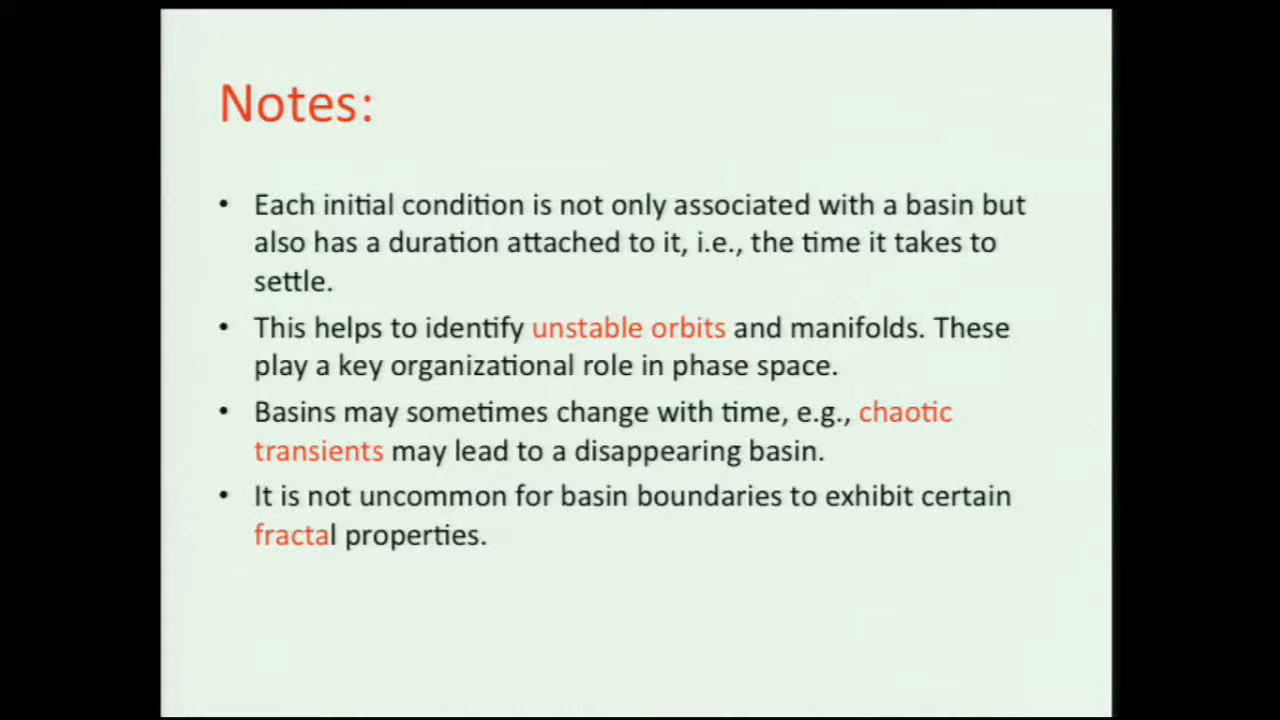 Notes:
• Each initial condition is not only associated with a basin but
also has a duration attached to it, i.e., the time it takes to
settle.
• This helps to identify unstable orbits and manifolds. These
play a key organizational role in phase space.
• Basins may sometimes change with time, e.g., chaotic
transients may lead to a disappearing basin.
• It is not uncommon for basin boundaries to exhibit certain
fractal properties.